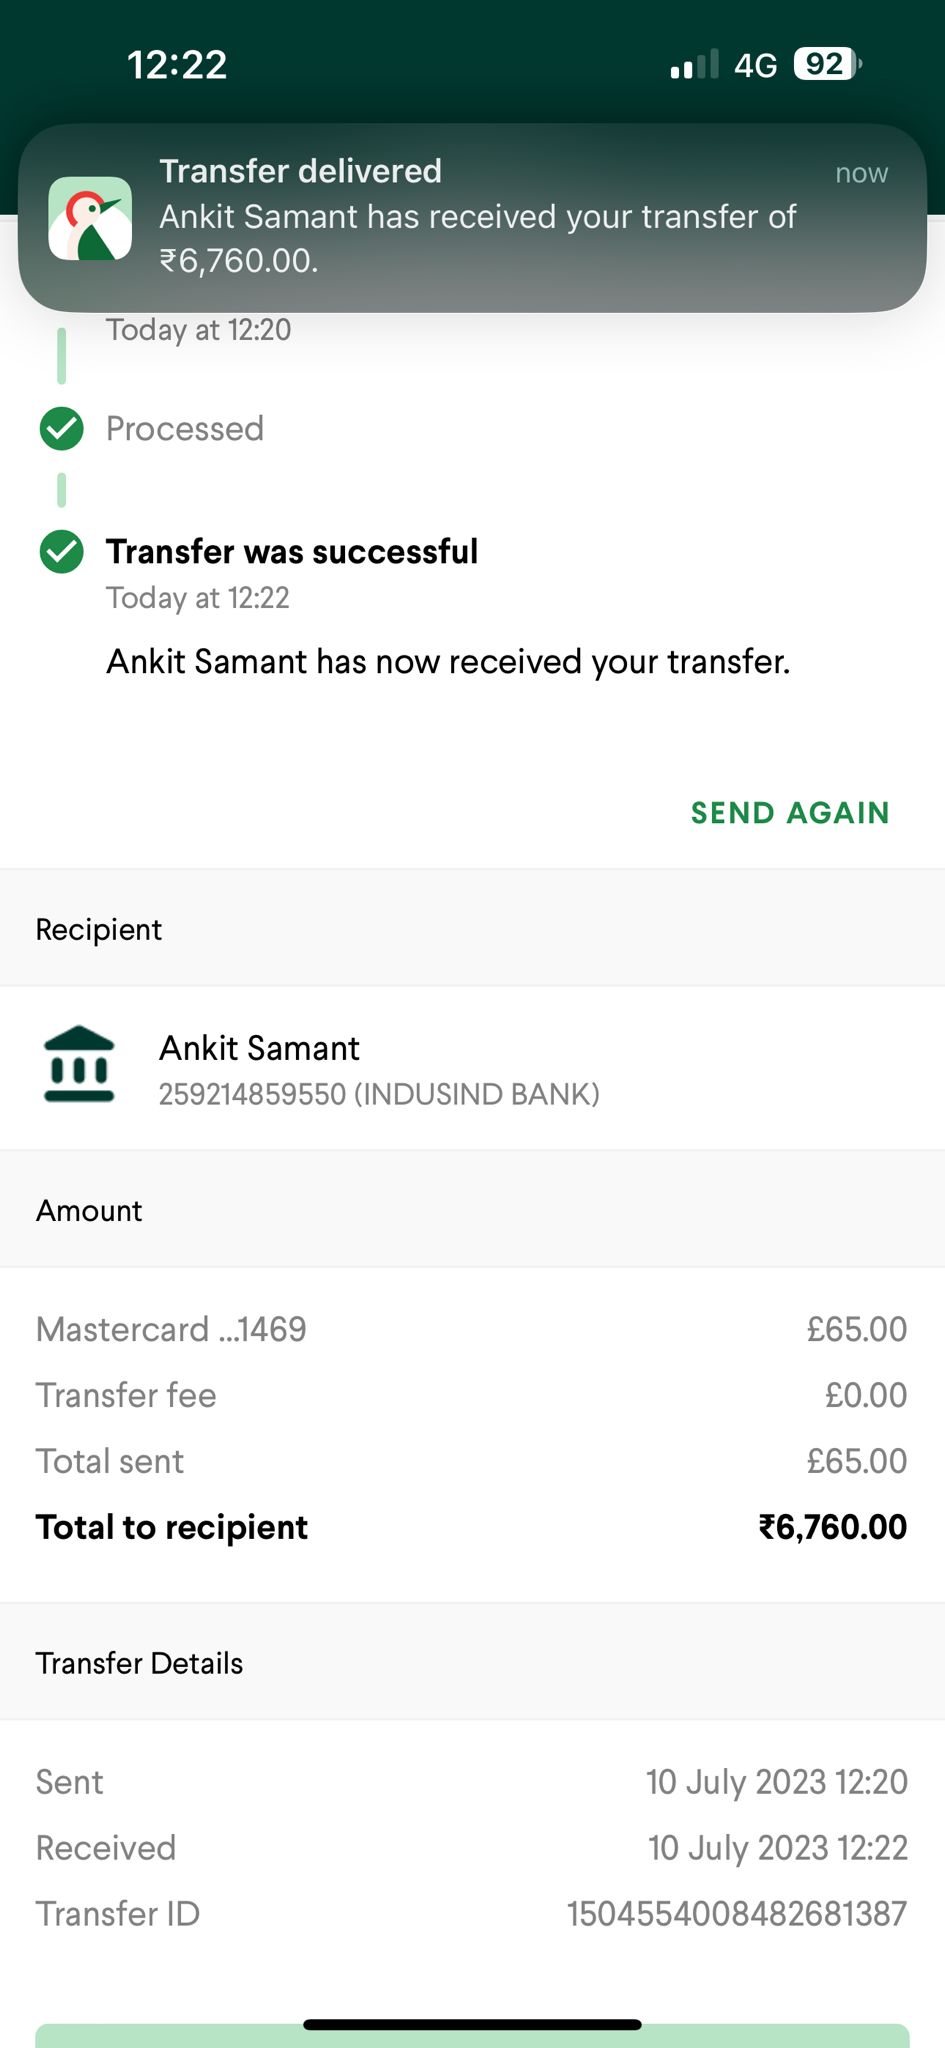 12:22
4G 92
Transfer delivered
now
Ankit Samant has received your transfer of
₹6,760.00.
Today at 12:20
Processed
Transfer was successful
Today at 12:22
Ankit Samant has now received your transfer.
SEND AGAIN
Recipient
Ankit Samant
259214859550 (INDUSIND BANK)
Amount
Mastercard ...1469 £65.00
Transfer fee £0.00
Total sent £65.00
Total to recipient ₹6,760.00
Transfer Details
Sent 10 July 2023 12:20
Received 10 July 2023 12:22
Transfer ID 1504554008482681387